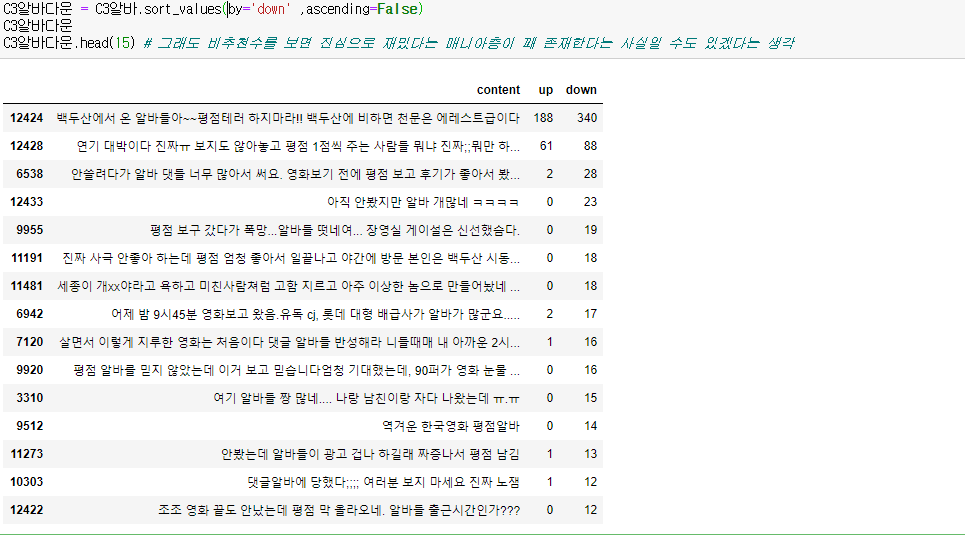 C3알바다운 = C3알바.sort_values(by='down' ,ascending=False)
C3알바다운
C3알바다운.head(15) # 그래도 비추천수를 보면 진심으로 재밌다는 매니아층이 꽤 존재한다는 사실일 수도 있겠다는 생각
content up down
12424 백두산에서 온 알바들아~~평점테러 하지마라!! 백두산에 비하면 천문은 에레스트급이다 188 340
12428 연기 대박이다 진짜ㅠ 보지도 않아놓고 평점 1점씩 주는 사람들 뭐냐 진짜;;뭐만 하... 61 88
6538 안쓸려다가 알바 댓들 너무 많아서 써요. 영화보기 전에 평점 보고 후기가 좋아서 봤... 2 28
12433 아직 안봤지만 알바 개많네 ㅋㅋㅋㅋ 0 23
9955 평점 보구 갔다가 폭망...알바들 떳네여... 장영실 게이설은 신선했슴다. 0 19
11191 진짜 사극 안좋아 하는데 평점 엄청 좋아서 일끝나고 야간에 방문 본인은 백두산 시동... 0 18
11481 세종이 개xx야라고 욕하고 미친사람져럼 고함 지르고 아주 이상한 놈으로 만들어놨네 ... 0 18
6942 어제 밤 9시45분 영화보고 왔음.유독 cj, 롯데 대형 배급사가 알바가 많군요..... 2 17
7120 살면서 이렇게 지루한 영화는 처음이다 댓글 알바들 반성해라 니들때매 내 아까운 2시... 1 16
9920 평점 알바를 믿지 않았는데 이거 보고 믿습니다엄청 기대했는데, 90퍼가 영화 눈물 ... 0 16
3310 여기 알바들 짱 많네.... 나랑 남친이랑 자다 나왔는데 ㅠ.ㅠ 0 15
9512 역겨운 한국영화 평점알바 0 14
11273 안봤는데 알바들이 광고 겁나 하길래 짜증나서 평점 남김 1 13
10303 댓글알바에 당했다;;;; 여러분 보지 마세요 진짜 노잼 1 12
12422 조조 영화 끝도 안났는데 평점 막 올라오네. 알바들 출근시간인가??? 0 12